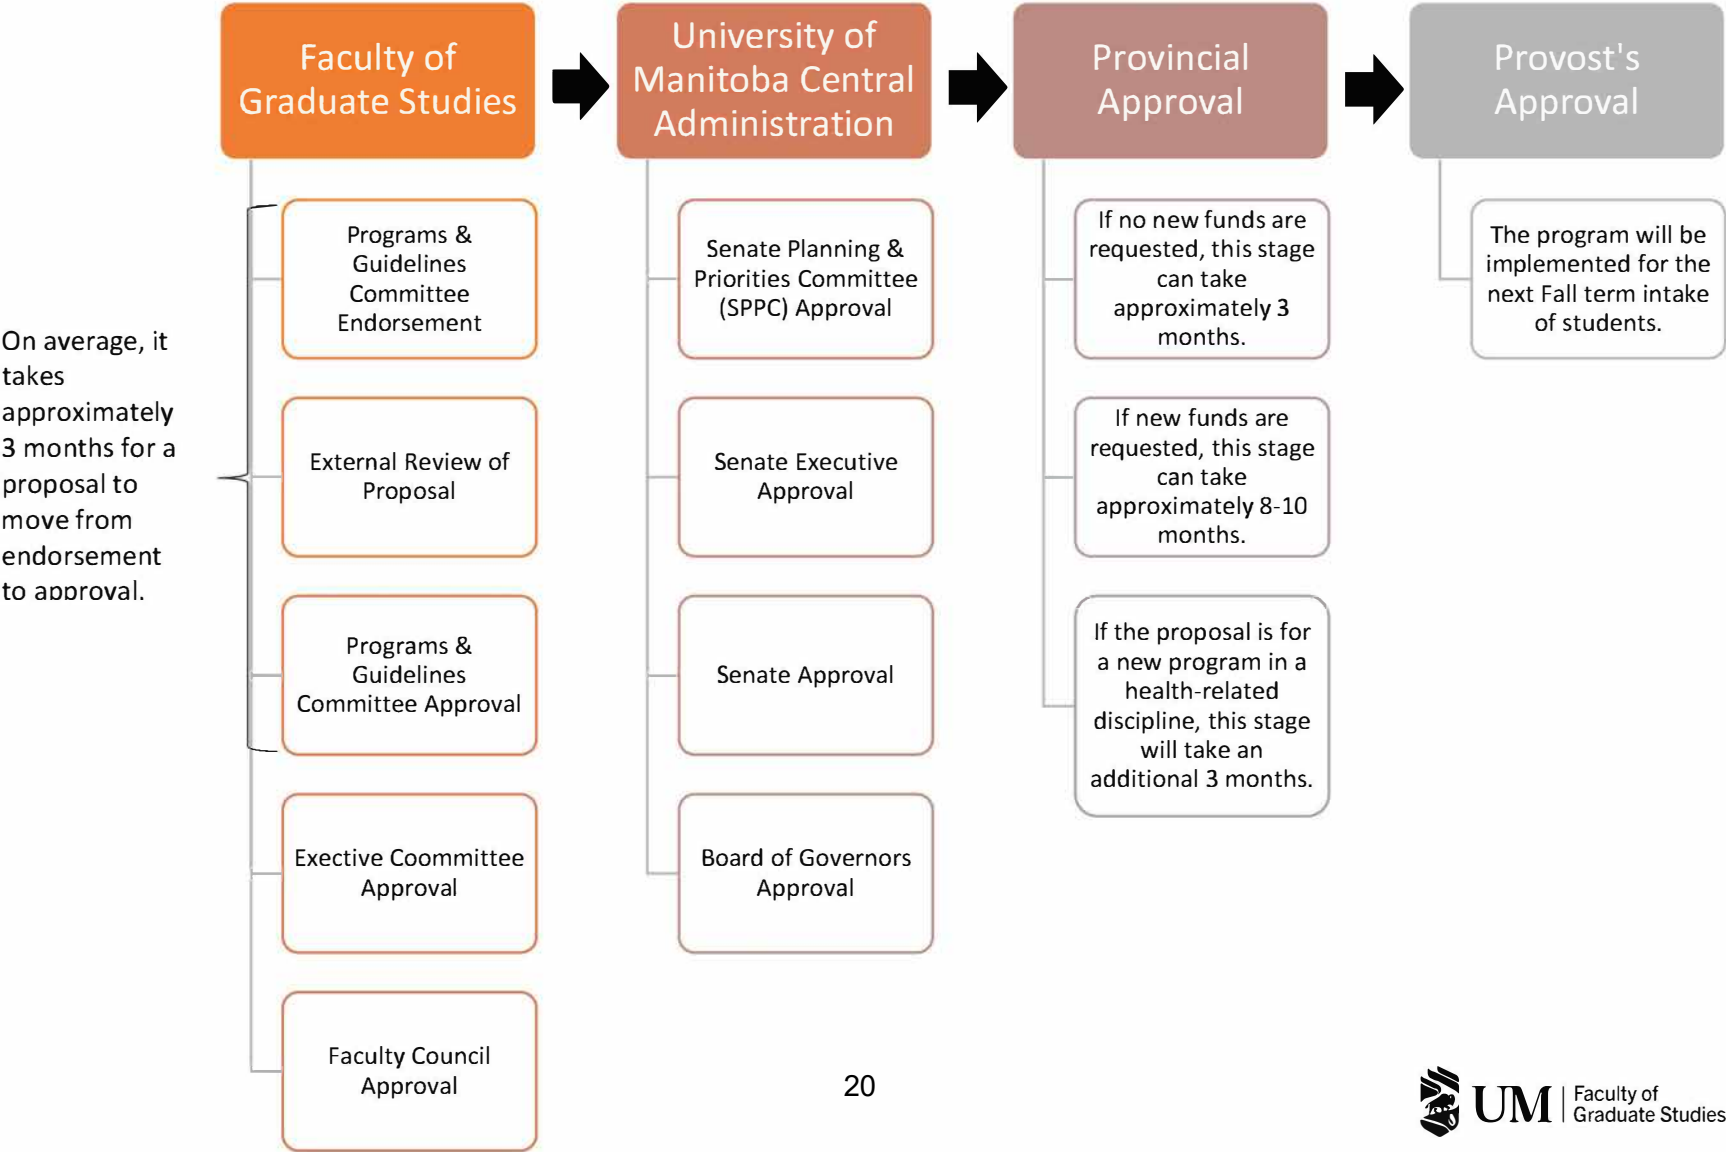 Faculty of
Graduate Studies
University of
Manitoba Central
Administration
Provincial
Approval
Provost's
Approval
On average, it
takes
approximately
3 months for a
proposal to
move from
endorsement
to approval.
Programs &
Guidelines
Committee
Endorsement
External Review of
Proposal
Programs &
Guidelines
Committee Approval
Exective Coommittee
Approval
Faculty Council
Approval
Senate Planning &
Priorities Committee
(SPPC) Approval
Senate Executive
Approval
Senate Approval
Board of Governors
Approval
If no new funds are
requested, this stage
can take
approximately 3
months.
If new funds are
requested, this stage
can take
approximately 8-10
months.
If the proposal is for
a new program in a
health-related
discipline, this stage
will take an
additional 3 months.
The program will be
implemented for the
next Fall term intake
of students.
20
UM
Faculty of
Graduate Studies